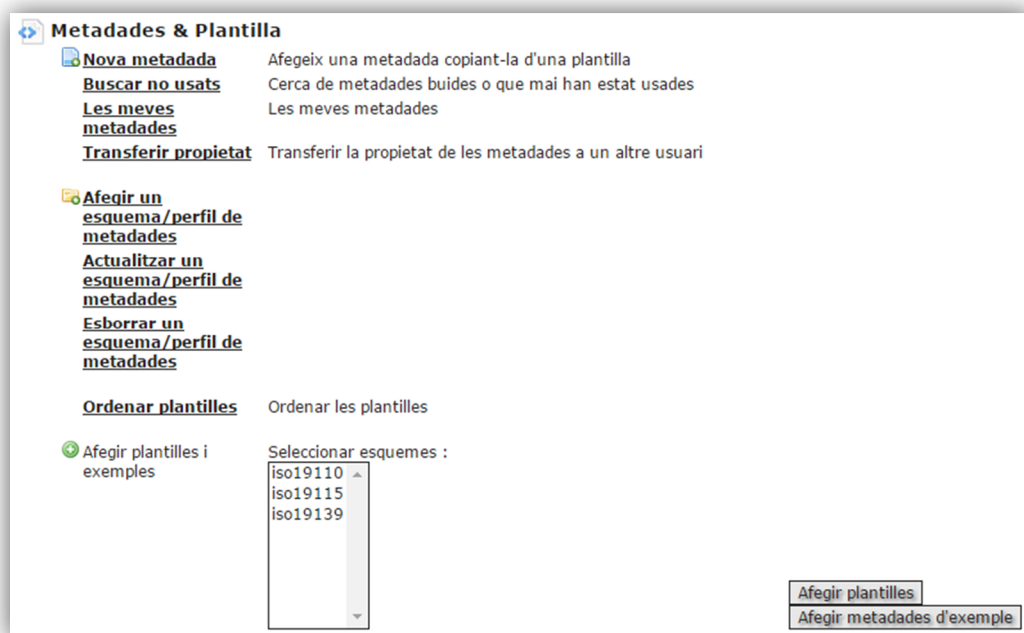 Metadades & Plantilla
Nova metadada Afegeix una metadada copiant-la d'una plantilla
Buscar no usats Cerca de metadades buides o que mai han estat usades
Les meves Les meves metadades
metadades
Transferir propietat Transferir la propietat de les metadades a un altre usuari
Afegir un
esquema/perfil de
metadades
Actualitzar un
esquema/perfil de
metadades
Esborrar un
esquema/perfil de
metadades
Ordenar plantilles Ordenar les plantilles
Afegir plantilles i Seleccionar esquemes :
exemples
iso19110
iso19115
iso19139
Afegir plantilles
Afegir metadades d'exemple